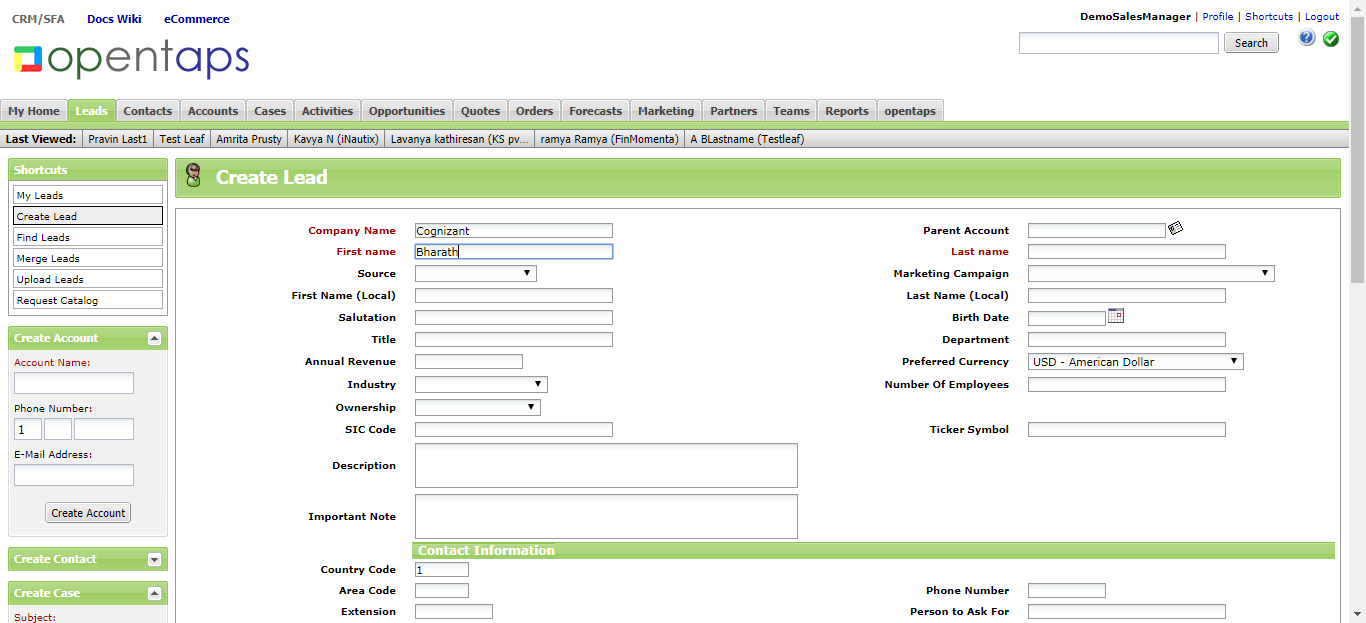 CRM/SFA Docs Wiki eCommerce
DemoSalesManager | Profile | Shortcuts | Logout
opentaps
Search
My Home Leads Contacts Accounts Cases Activities Opportunities Quotes Orders Forecasts Marketing Partners Teams Reports opentaps
Last Viewed: Pravin Last1 Test Leaf Amrita Prusty Kavya N (iNautix) Lavanya kathiresan (KS pv... ramya Ramya (FinMomenta) A BLastname (Testleaf)
Shortcuts
My Leads
Create Lead
Find Leads
Merge Leads
Upload Leads
Request Catalog
Create Account
Account Name:
Phone Number:
1
E-Mail Address:
Create Account
Create Contact
Create Case
Subject:
Create Lead
Company Name Cognizant Parent Account
First name Bharath Last name
Source Marketing Campaign
First Name (Local) Last Name (Local)
Salutation Birth Date
Title Department
Annual Revenue Preferred Currency USD - American Dollar
Industry Number Of Employees
Ownership
SIC Code Ticker Symbol
Description
Important Note
Contact Information
Country Code 1
Area Code Phone Number
Extension Person to Ask For